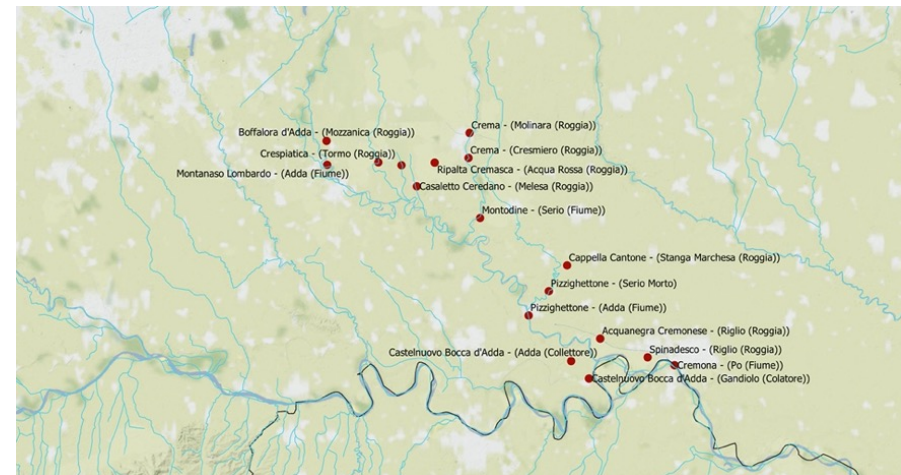 Crema - (Molinara (Roggia))
Boffalora d'Adda - (Mozzanica (Roggia))
Crema - (Cresmiero (Roggia))
Crespiatica - (Tormo (Roggia))
Ripalta Cremasca - (Acqua Rossa (Roggia))
Montanaso Lombardo - (Adda (Fiume))
Casaletto Ceredano - (Melesa (Roggia))
Montodine - (Serio (Fiume))
Cappella Cantone - (Stanga Marchesa (Roggia))
Pizzighettone - (Serio Morto)
Pizzighettone - (Adda (Fiume))
Acquanegra Cremonese - (Riglio (Roggia))
Spinadesco - (Riglio (Roggia))
Castelnuovo Bocca d'Adda - (Adda (Collettore))
Cremona - (Po (Fiume))
Castelnuovo Bocca d'Adda - (Gandiolo (Colatore))